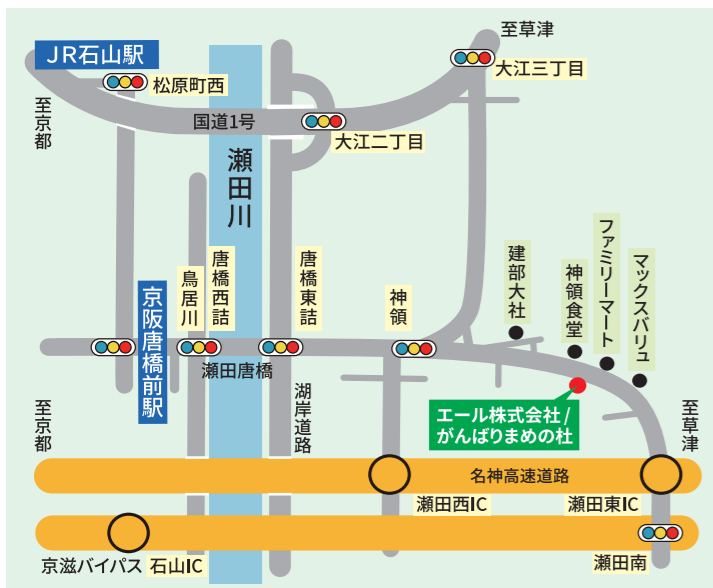 至草津
JR石山駅
松原町西
大江三丁目
至京都
国道1号
大江二丁目
瀬田川
京阪唐橋前駅
鳥居川
唐橋西詰
唐橋東詰
神領
建部大社
神領食堂
ファミリーマート
マックスバリュ
瀬田唐橋
湖岸道路
エール株式会社/
がんばりまめの杜
至京都
至草津
名神高速道路
瀬田西IC
瀬田東IC
京滋バイパス
石山IC
瀬田南